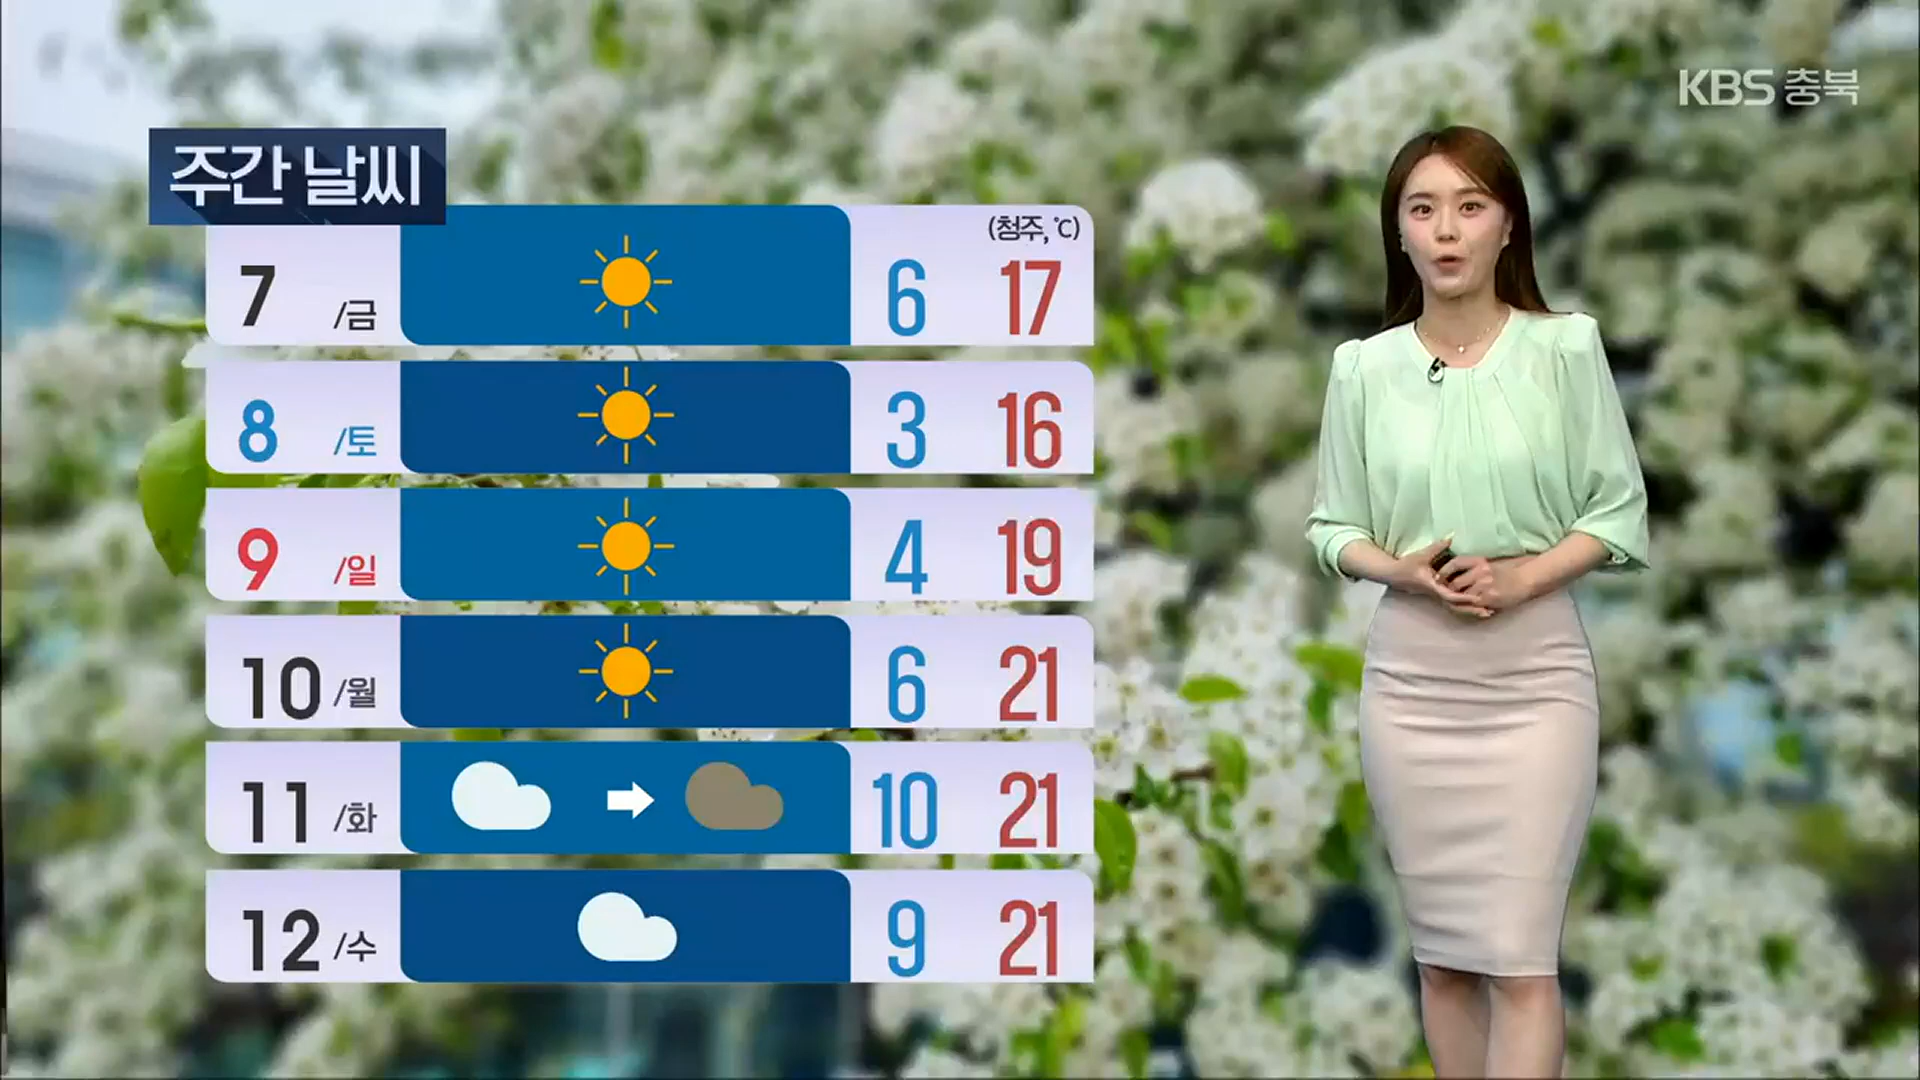 KBS 충북
주간 날씨
(청주, ℃)
7 /금 6 17
8 /토 3 16
9 /일 4 19
10 /월 6 21
11 /화 10 21
12 /수 9 21